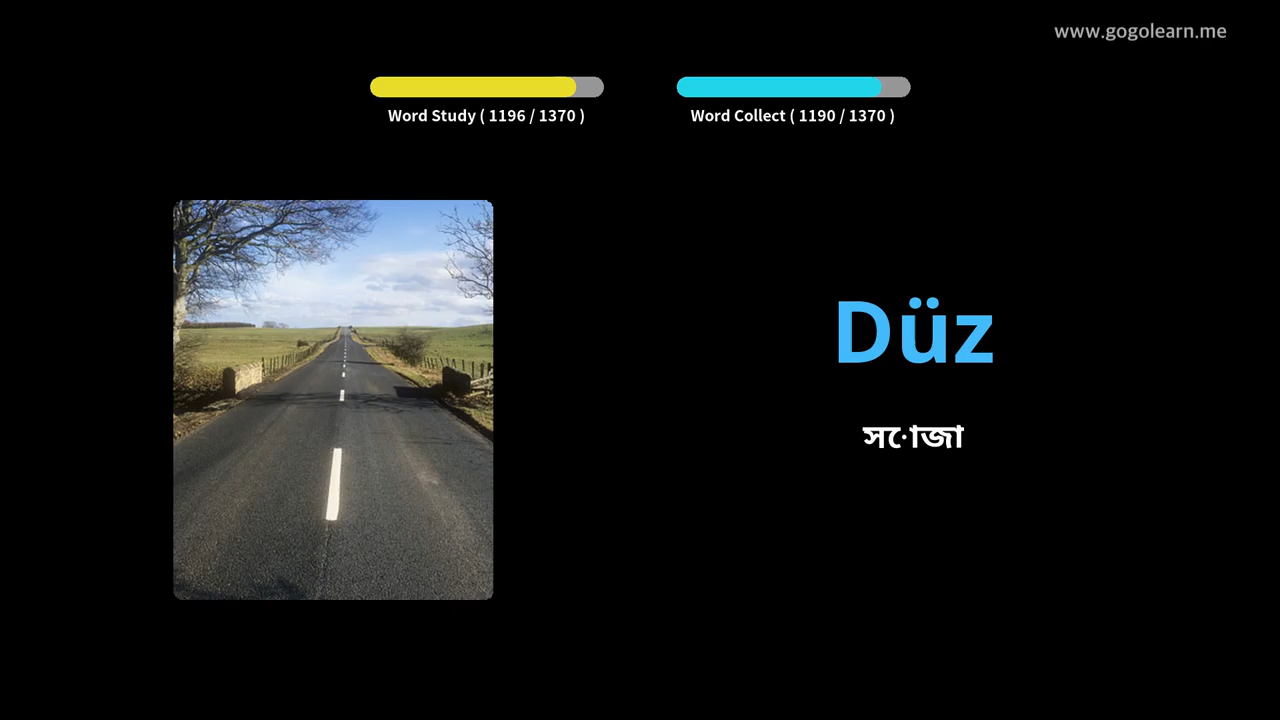 www.gogolearn.me
Word Study ( 1196 / 1370 )
Word Collect ( 1190 / 1370 )
Düz
সোজা